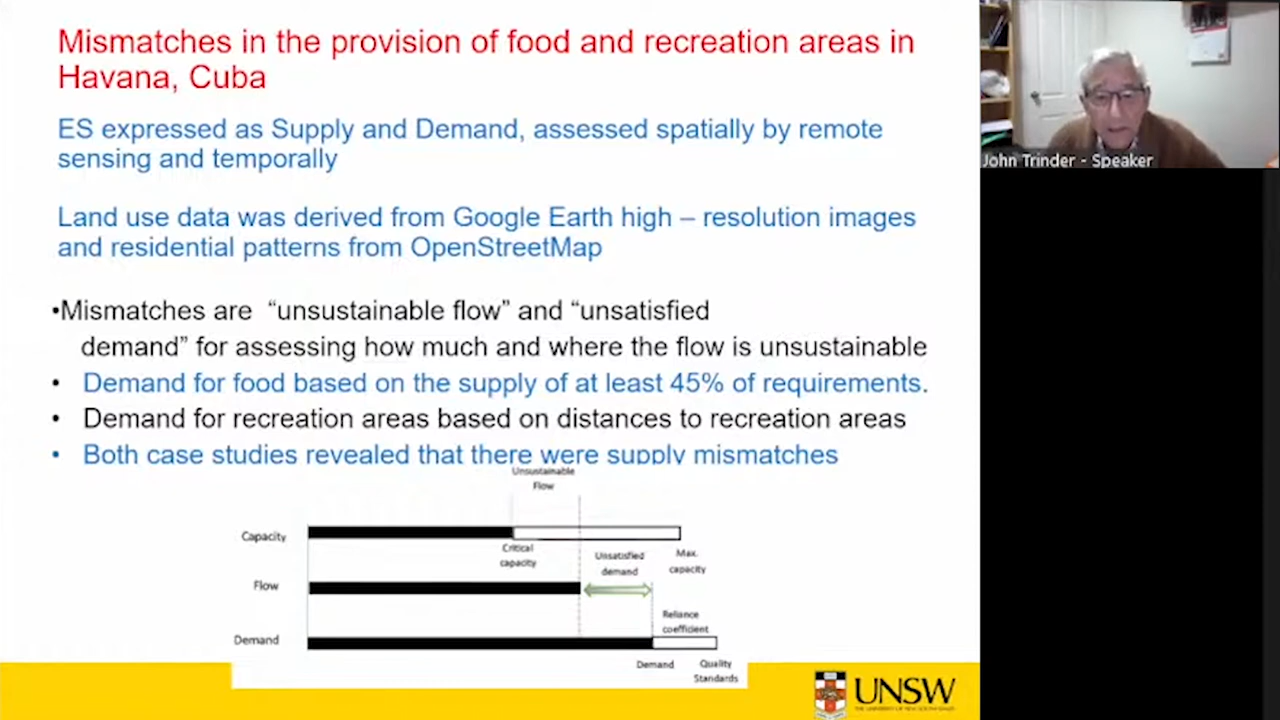 Mismatches in the provision of food and recreation areas in
Havana, Cuba
ES expressed as Supply and Demand, assessed spatially by remote
sensing and temporally
Land use data was derived from Google Earth high – resolution images
and residential patterns from OpenStreetMap
•Mismatches are “unsustainable flow” and “unsatisfied
demand” for assessing how much and where the flow is unsustainable
• Demand for food based on the supply of at least 45% of requirements.
• Demand for recreation areas based on distances to recreation areas
• Both case studies revealed that there were supply mismatches
Unsustainable
Flow
Capacity
Critical
capacity
Unsatisfied
demand
Max.
capacity
Flow
Reliance
coefficient
Demand
Demand
Quality
Standards
UNSW
John Trinder - Speaker